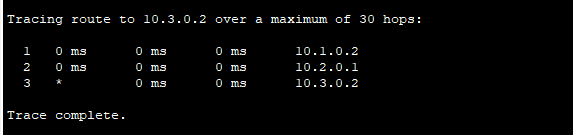 Tracing route to 10.3.0.2 over a maximum of 30 hops:
1 0 ms 0 ms 0 ms 10.1.0.2
2 0 ms 0 ms 0 ms 10.2.0.1
3 * 0 ms 0 ms 10.3.0.2
Trace complete.